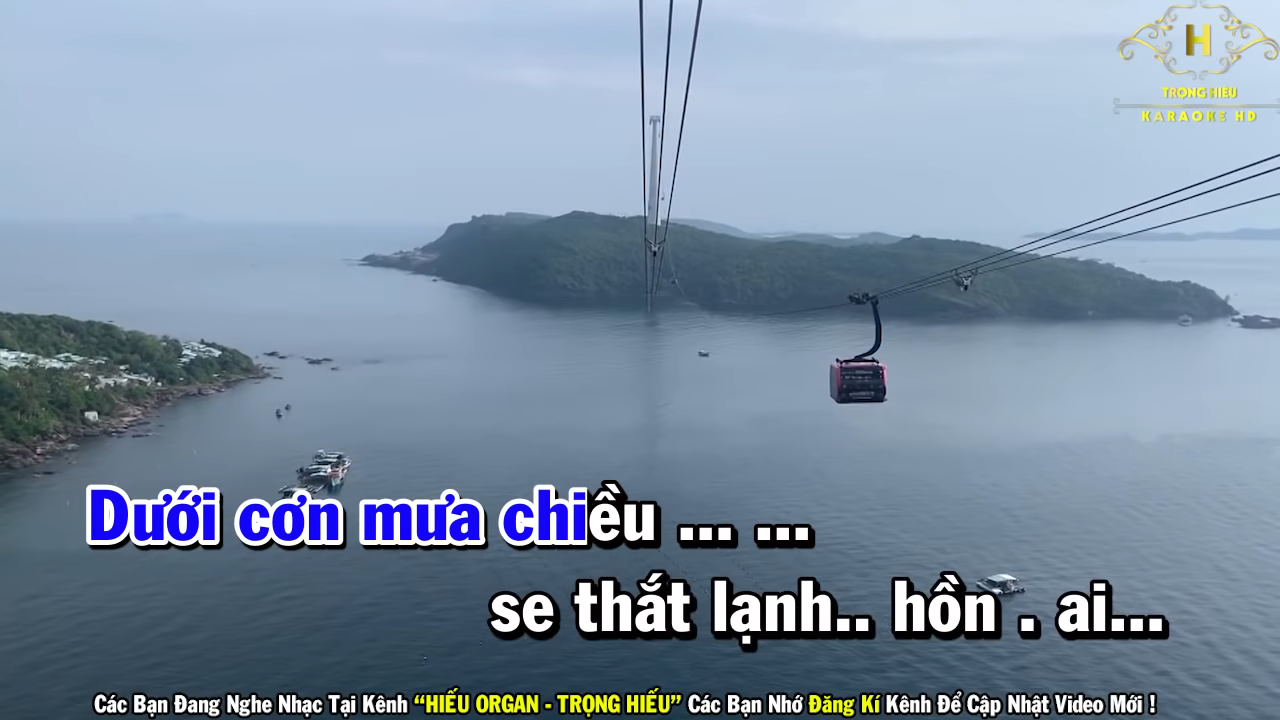 H
TRỌNG HIẾU
KARAOKE HD
Dưới cơn mưa chiều ... ...
se thắt lạnh.. hồn . ai...
Các Bạn Đang Nghe Nhạc Tại Kênh “HIẾU ORGAN - TRỌNG HIẾU” Các Bạn Nhớ Đăng Kí Kênh Để Cập Nhật Video Mới !